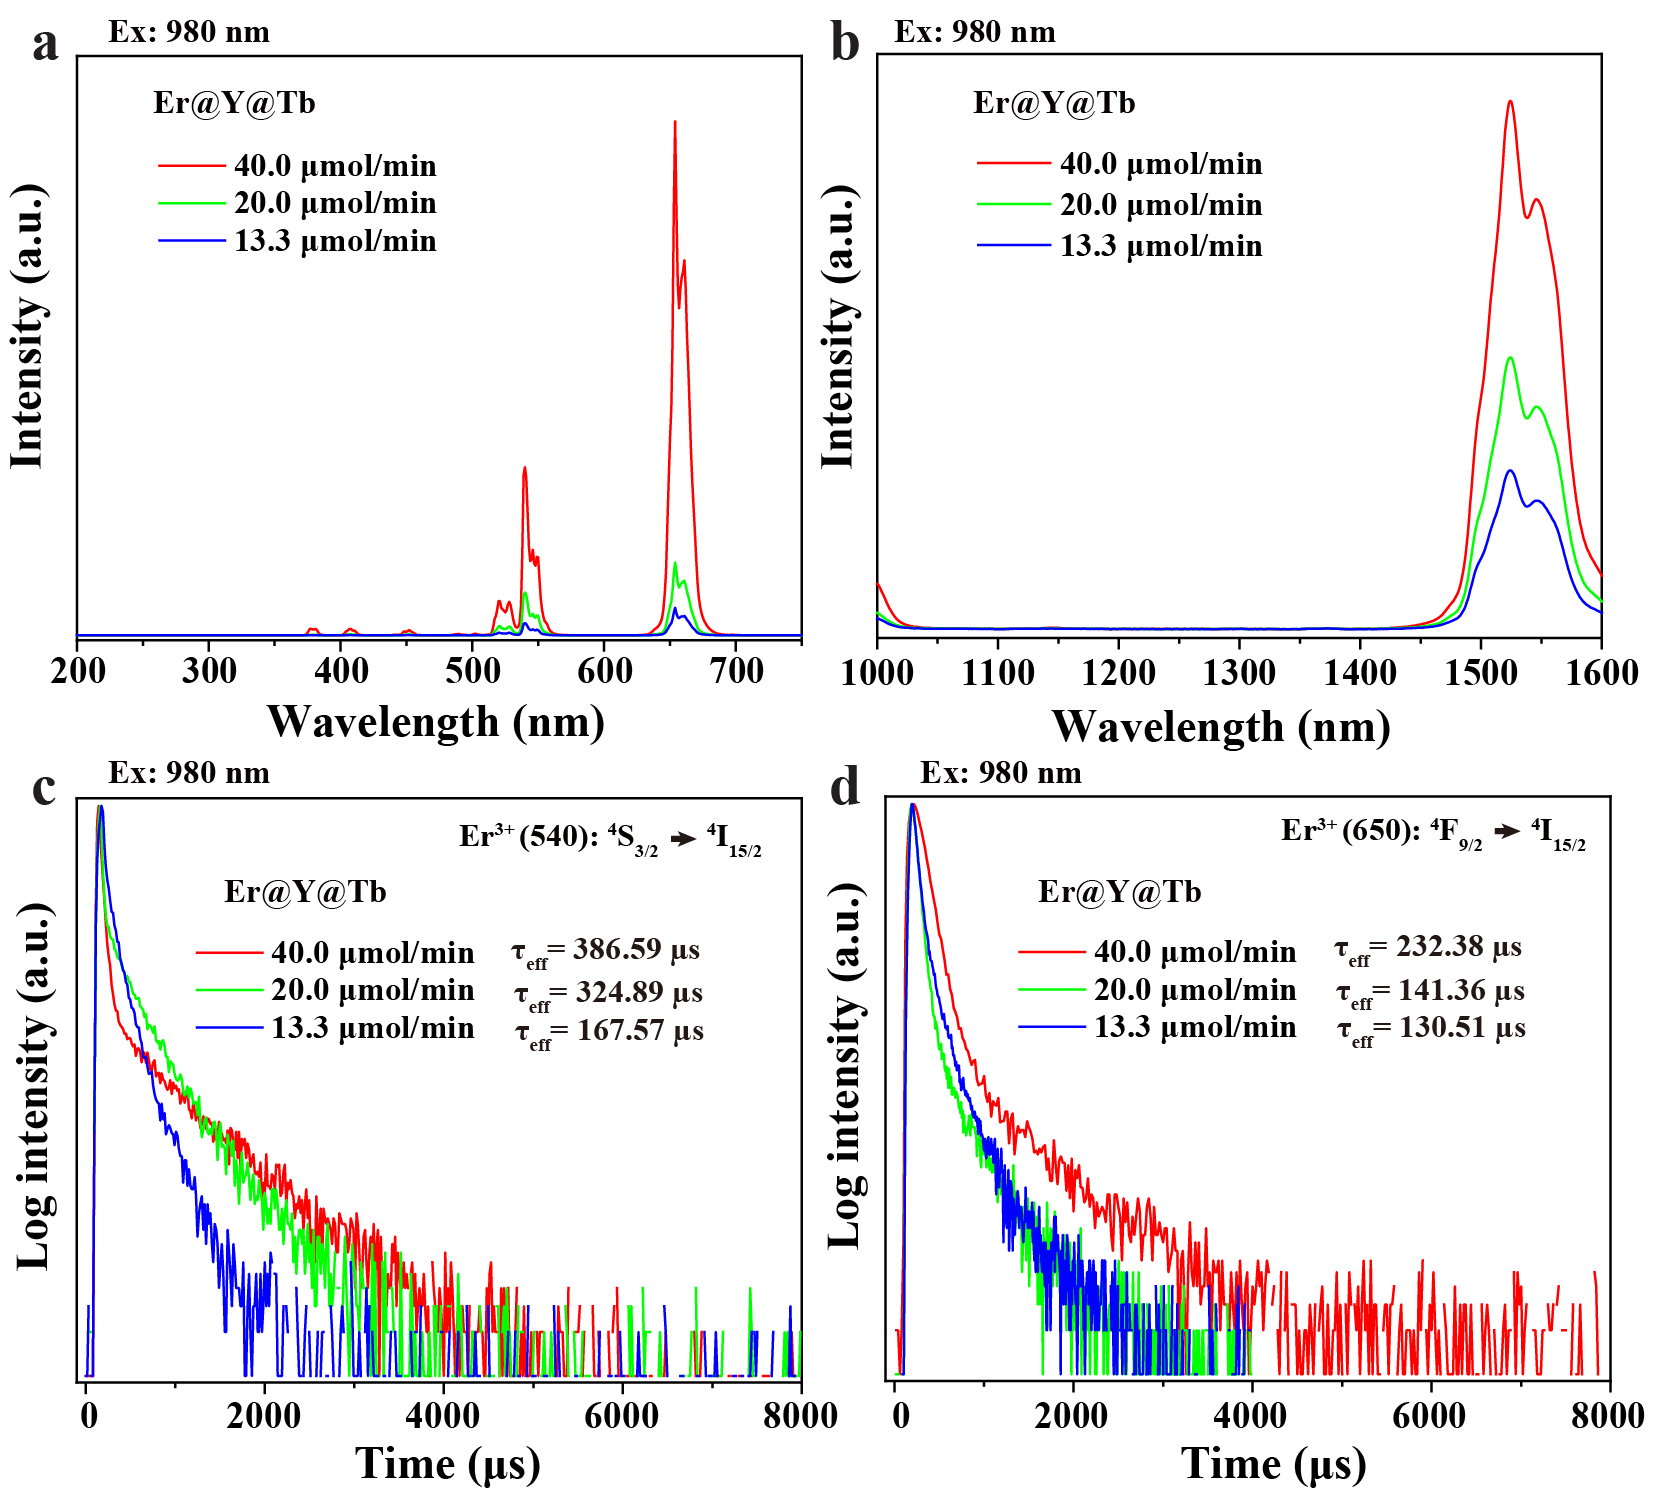 a
Ex: 980 nm
Er@Y@Tb
40.0 μmol/min
20.0 μmol/min
13.3 μmol/min
Intensity (a.u.)
200 300 400 500 600 700
Wavelength (nm)
b
Ex: 980 nm
Er@Y@Tb
40.0 μmol/min
20.0 μmol/min
13.3 μmol/min
Intensity (a.u.)
1000 1100 1200 1300 1400 1500 1600
Wavelength (nm)
c
Ex: 980 nm
Er³⁺ (540): ⁴S₃/₂ ➔ ⁴I₁₅/₂
Er@Y@Tb
40.0 μmol/min τeff= 386.59 μs
20.0 μmol/min τeff= 324.89 μs
13.3 μmol/min τeff= 167.57 μs
Log intensity (a.u.)
0 2000 4000 6000 8000
Time (μs)
d
Ex: 980 nm
Er³⁺ (650): ⁴F₉/₂ ➔ ⁴I₁₅/₂
Er@Y@Tb
40.0 μmol/min τeff= 232.38 μs
20.0 μmol/min τeff= 141.36 μs
13.3 μmol/min τeff= 130.51 μs
Log intensity (a.u.)
0 2000 4000 6000 8000
Time (μs)